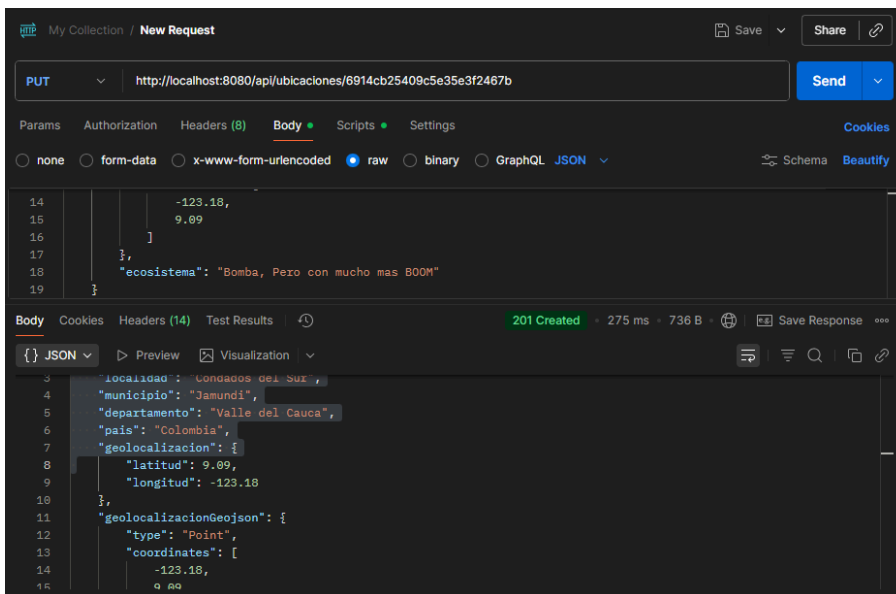 HTTP My Collection / New Request Save Share
PUT http://localhost:8080/api/ubicaciones/6914cb25409c5e35e3f2467b Send
Params Authorization Headers (8) Body Scripts Settings Cookies
none form-data x-www-form-urlencoded raw binary GraphQL JSON Schema Beautify
14 -123.18,
15 9.09
16 ]
17 },
18 "ecosistema": "Bomba, Pero con mucho mas BOOM"
19 }
Body Cookies Headers (14) Test Results 201 Created 275 ms 736 B e.g. Save Response
{} JSON Preview Visualization
3 "localidad": "Condados del Sur",
4 "municipio": "Jamundi",
5 "departamento": "Valle del Cauca",
6 "pais": "Colombia",
7 "geolocalizacion": {
8 "latitud": 9.09,
9 "longitud": -123.18
10 },
11 "geolocalizacionGeojson": {
12 "type": "Point",
13 "coordinates": [
14 -123.18,
15 9.09